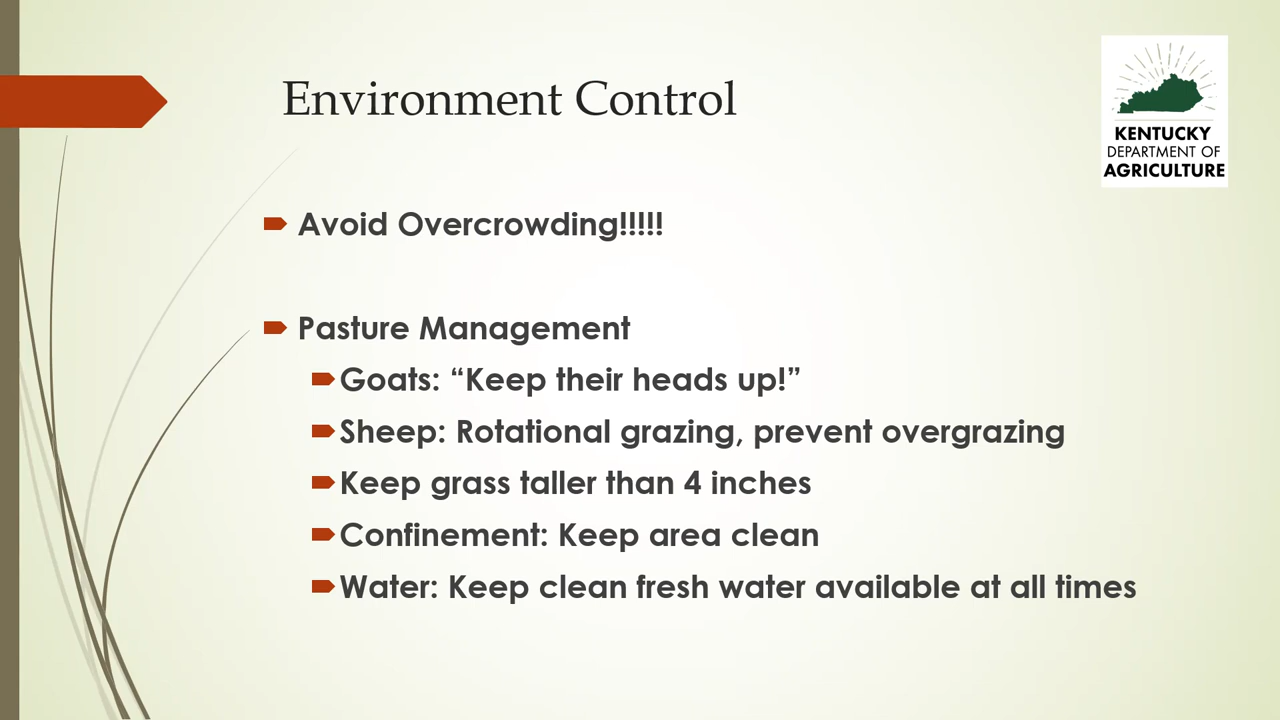 Environment Control
KENTUCKY
DEPARTMENT OF
AGRICULTURE
Avoid Overcrowding!!!!!
Pasture Management
Goats: “Keep their heads up!”
Sheep: Rotational grazing, prevent overgrazing
Keep grass taller than 4 inches
Confinement: Keep area clean
Water: Keep clean fresh water available at all times